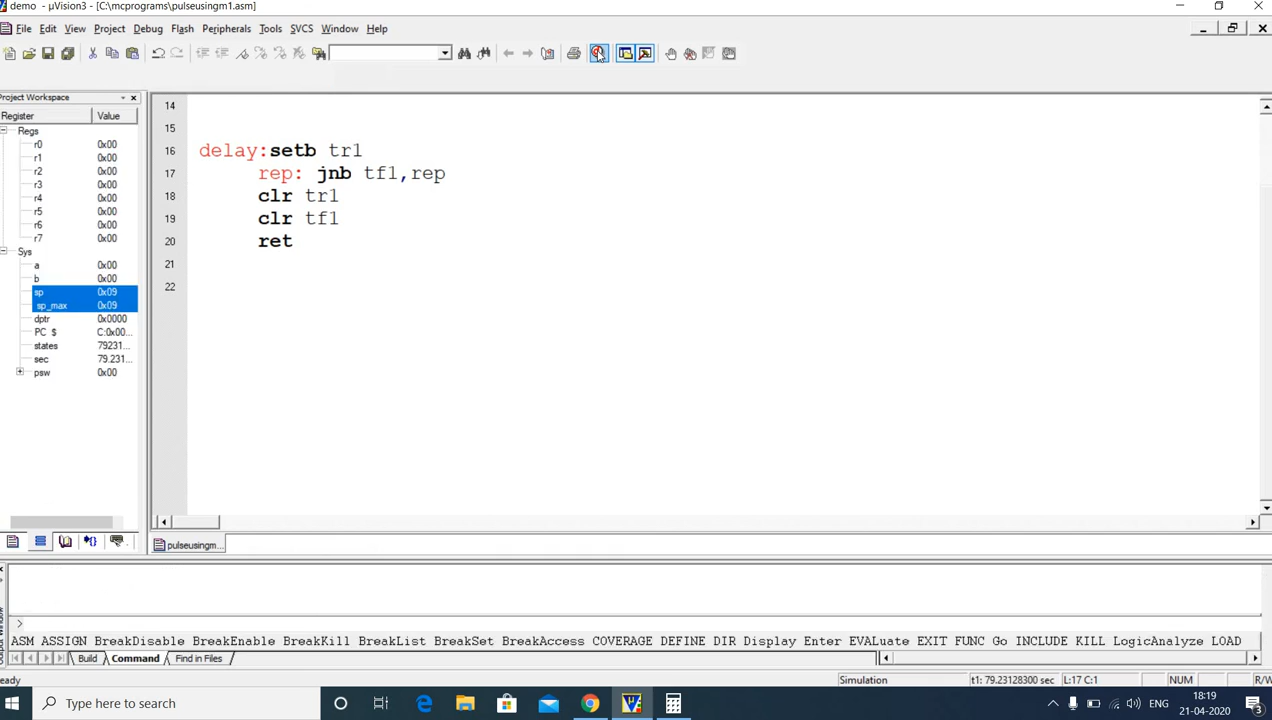 demo - µVision3 - [C:\mcprograms\pulseusingm1.asm]
File Edit View Project Debug Flash Peripherals Tools SVCS Window Help
Project Workspace
Register Value
Regs
r0 0x00
r1 0x00
r2 0x00
r3 0x00
r4 0x00
r5 0x00
r6 0x00
r7 0x00
Sys
a 0x00
b 0x00
sp 0x09
sp_max 0x09
dptr 0x0000
PC $ C:0x00...
states 79231...
sec 79.231...
psw 0x00
14
15
16 delay:setb tr1
17 rep: jnb tf1,rep
18 clr tr1
19 clr tf1
20 ret
21
22
pulseusingm...
>
ASM ASSIGN BreakDisable BreakEnable BreakKill BreakList BreakSet BreakAccess COVERAGE DEFINE DIR Display Enter EVALuate EXIT FUNC Go INCLUDE KILL LogicAnalyze LOAD
Build Command Find in Files
eady Simulation t1: 79.23128300 sec L:17 C:1 NUM R/W
Type here to search
ENG
18:19
21-04-2020
3